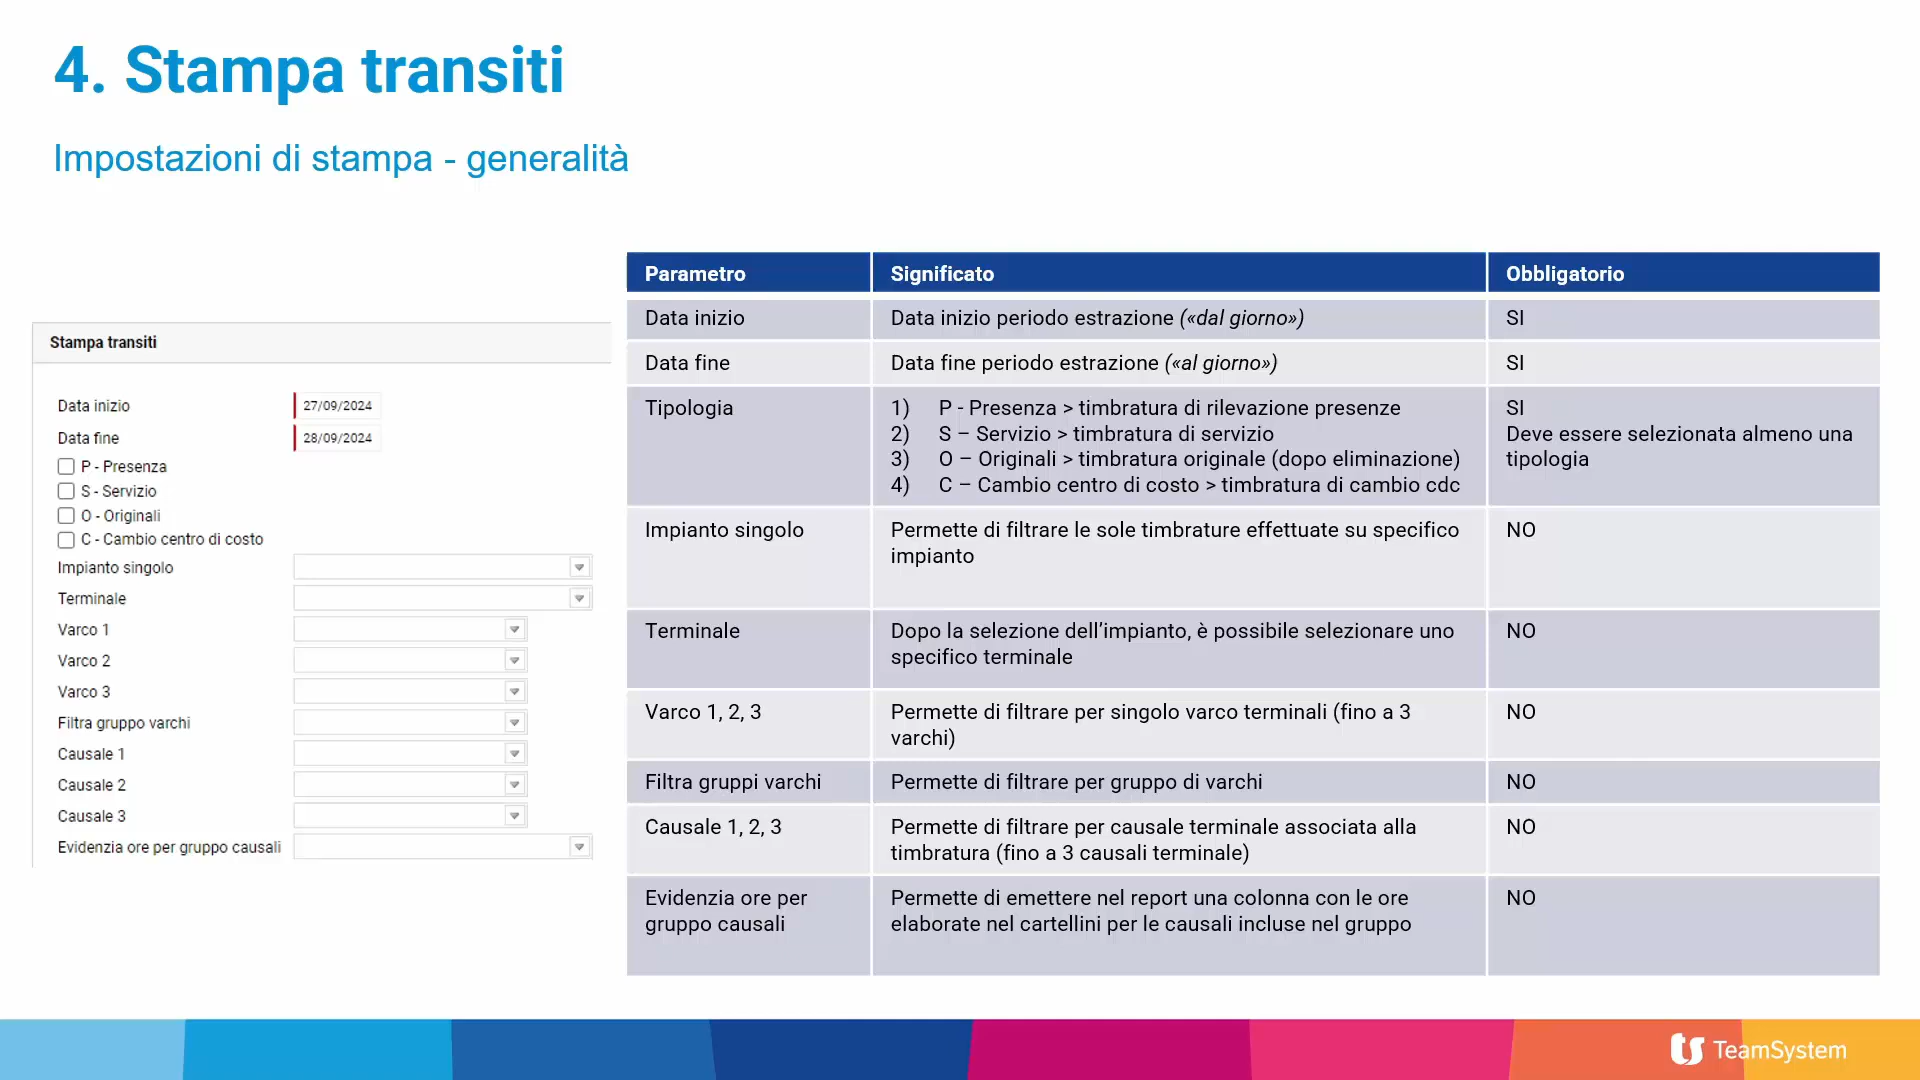 4. Stampa transiti
Impostazioni di stampa - generalità
Stampa transiti
Data inizio 27/09/2024
Data fine 28/09/2024
P - Presenza
S - Servizio
O - Originali
C - Cambio centro di costo
Impianto singolo
Terminale
Varco 1
Varco 2
Varco 3
Filtra gruppo varchi
Causale 1
Causale 2
Causale 3
Evidenzia ore per gruppo causali
Parametro Significato Obbligatorio
Data inizio Data inizio periodo estrazione («dal giorno») SI
Data fine Data fine periodo estrazione («al giorno») SI
Tipologia 1) P - Presenza > timbratura di rilevazione presenze SI
2) S – Servizio > timbratura di servizio Deve essere selezionata almeno una
3) O – Originali > timbratura originale (dopo eliminazione) tipologia
4) C – Cambio centro di costo > timbratura di cambio cdc
Impianto singolo Permette di filtrare le sole timbrature effettuate su specifico NO
impianto
Terminale Dopo la selezione dell’impianto, è possibile selezionare uno NO
specifico terminale
Varco 1, 2, 3 Permette di filtrare per singolo varco terminali (fino a 3 NO
varchi)
Filtra gruppi varchi Permette di filtrare per gruppo di varchi NO
Causale 1, 2, 3 Permette di filtrare per causale terminale associata alla NO
timbratura (fino a 3 causali terminale)
Evidenzia ore per Permette di emettere nel report una colonna con le ore NO
gruppo causali elaborate nel cartellini per le causali incluse nel gruppo
TeamSystem